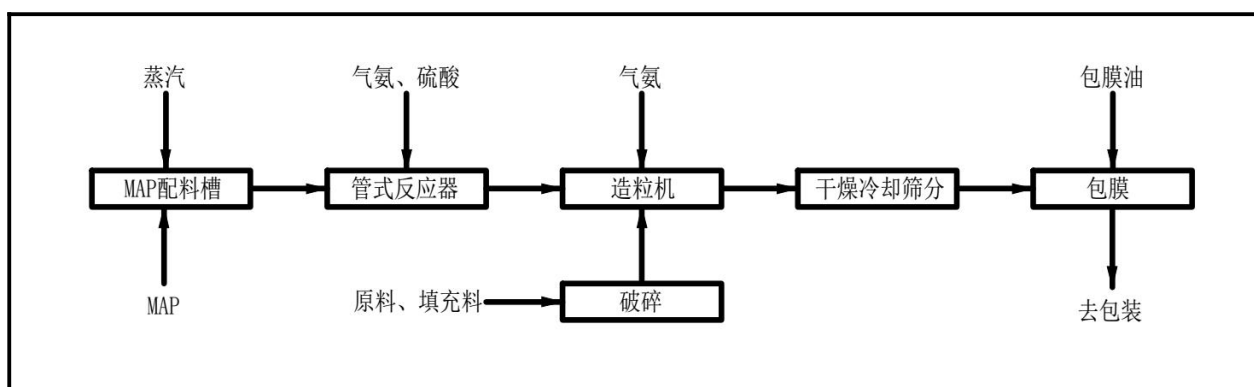 蒸汽
气氨、硫酸
气氨
包膜油
MAP配料槽
管式反应器
造粒机
干燥冷却筛分
包膜
MAP
原料、填充料
破碎
去包装